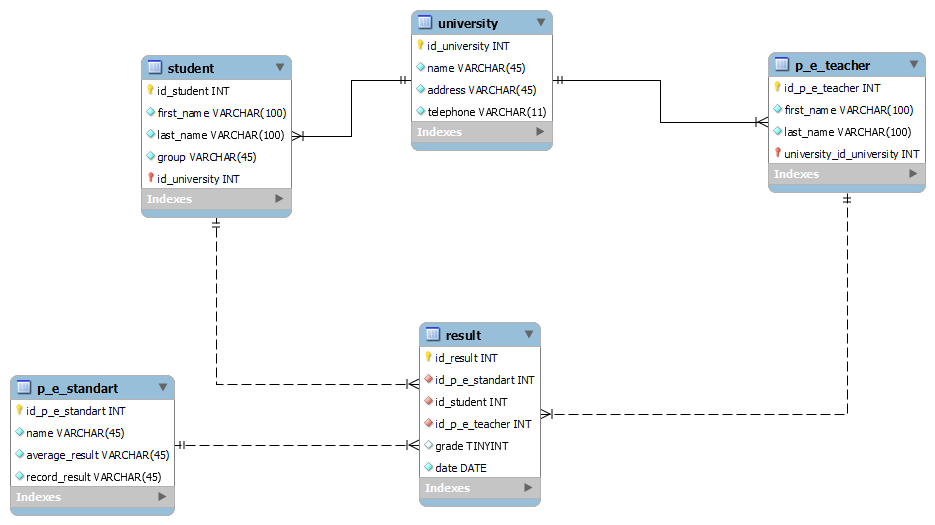 university
id_university INT
name VARCHAR(45)
address VARCHAR(45)
telephone VARCHAR(11)
Indexes
student
id_student INT
first_name VARCHAR(100)
last_name VARCHAR(100)
group VARCHAR(45)
id_university INT
Indexes
p_e_teacher
id_p_e_teacher INT
first_name VARCHAR(100)
last_name VARCHAR(100)
university_id_university INT
Indexes
result
id_result INT
id_p_e_standart INT
id_student INT
id_p_e_teacher INT
grade TINYINT
date DATE
Indexes
p_e_standart
id_p_e_standart INT
name VARCHAR(45)
average_result VARCHAR(45)
record_result VARCHAR(45)
Indexes